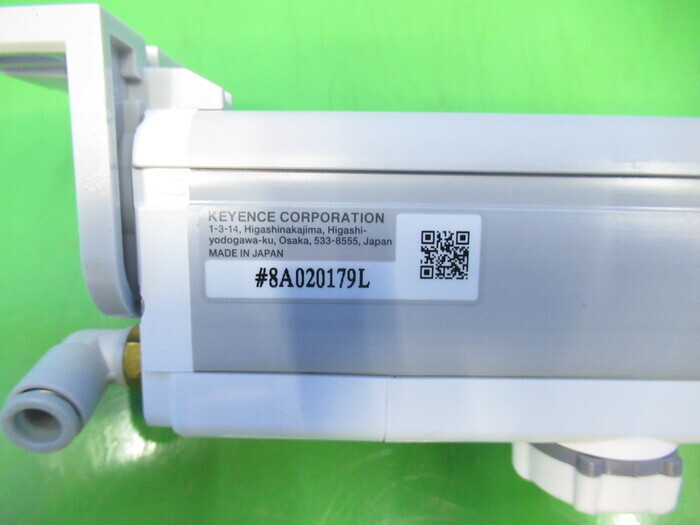 KEYENCE CORPORATION
1-3-14, Higashinakajima, Higashi-
yodogawa-ku, Osaka, 533-8555, Japan
MADE IN JAPAN
#8A020179L